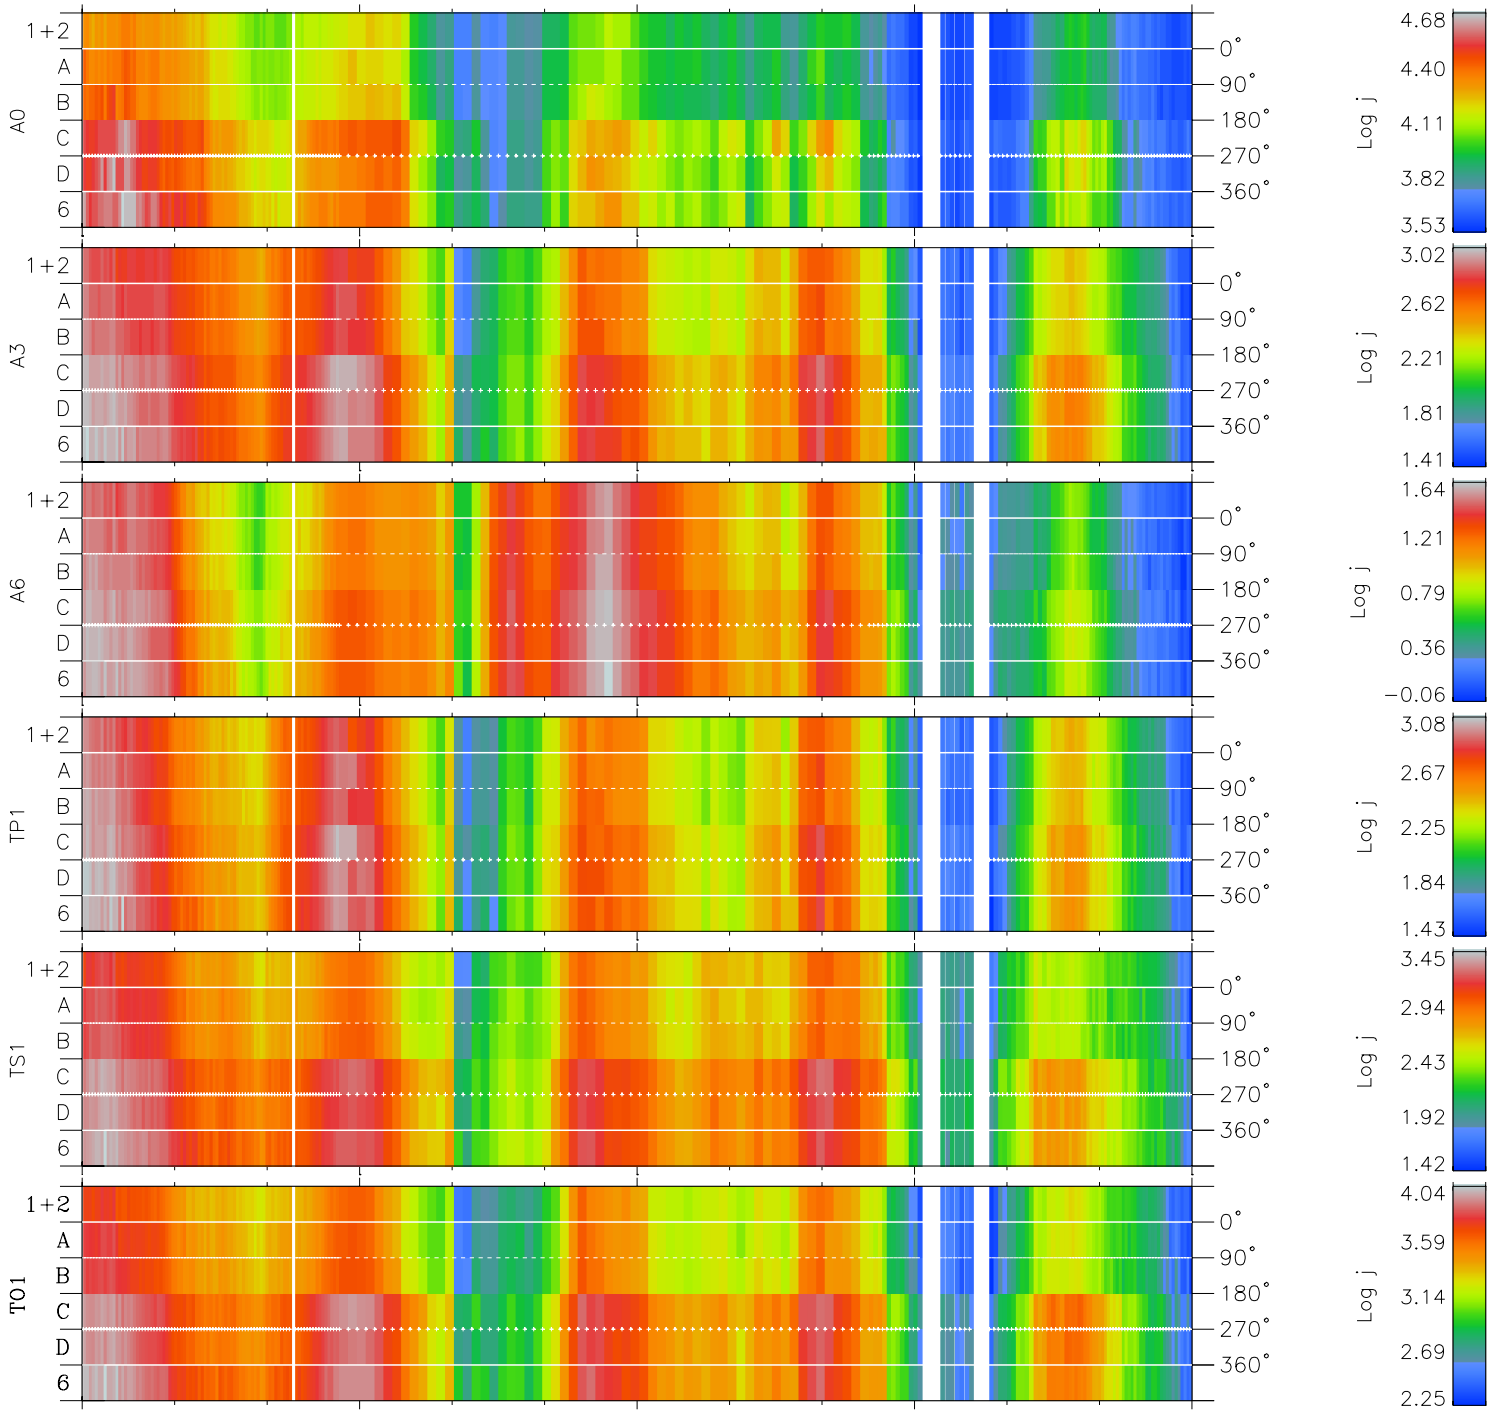 1+2
A
B
C
D
6
A0
0°
90°
180°
270°
360°
Log j
4.68
4.40
4.11
3.82
3.53
1+2
A
B
C
D
6
A3
0°
90°
180°
270°
360°
Log j
3.02
2.62
2.21
1.81
1.41
1+2
A
B
C
D
6
A6
0°
90°
180°
270°
360°
Log j
1.64
1.21
0.79
0.36
−0.06
1+2
A
B
C
D
6
TP1
0°
90°
180°
270°
360°
Log j
3.08
2.67
2.25
1.84
1.43
1+2
A
B
C
D
6
TS1
0°
90°
180°
270°
360°
Log j
3.45
2.94
2.43
1.92
1.42
1+2
A
B
C
D
6
TO1
0°
90°
180°
270°
360°
Log j
4.04
3.59
3.14
2.69
2.25